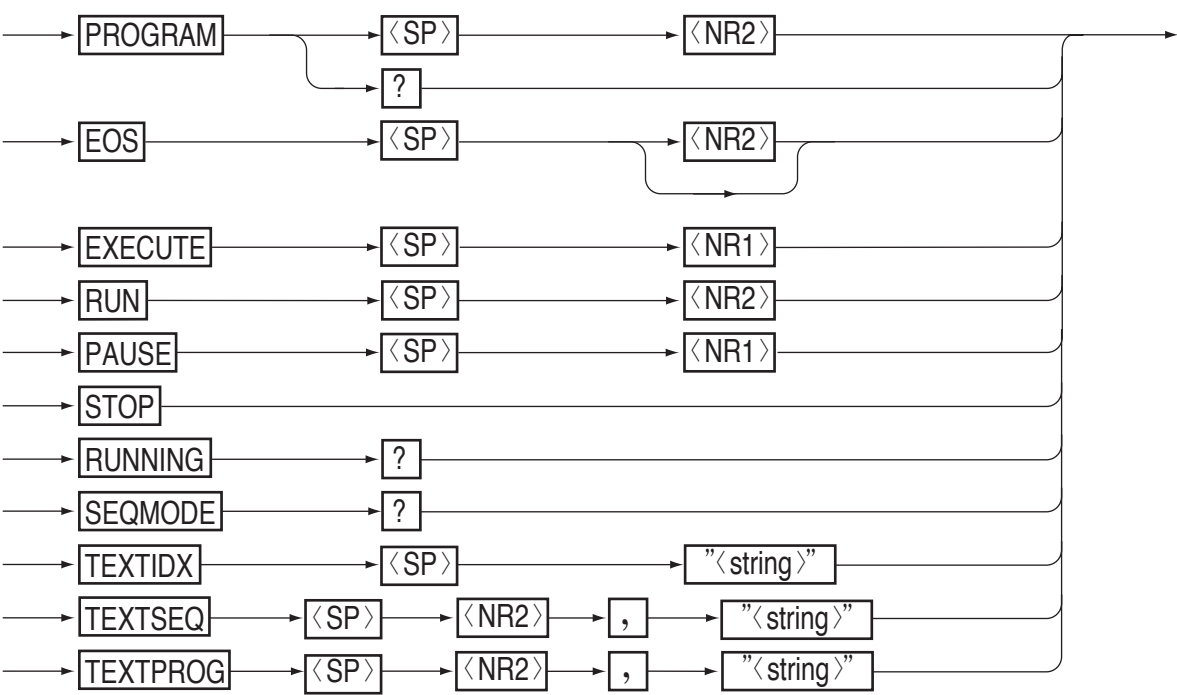 PROGRAM 〈SP〉 〈NR2〉
?
EOS 〈SP〉 〈NR2〉
EXECUTE 〈SP〉 〈NR1〉
RUN 〈SP〉 〈NR2〉
PAUSE 〈SP〉 〈NR1〉
STOP
RUNNING ?
SEQMODE ?
TEXTIDX 〈SP〉 ”〈string〉”
TEXTSEQ 〈SP〉 〈NR2〉 , ”〈string〉”
TEXTPROG 〈SP〉 〈NR2〉 , ”〈string〉”